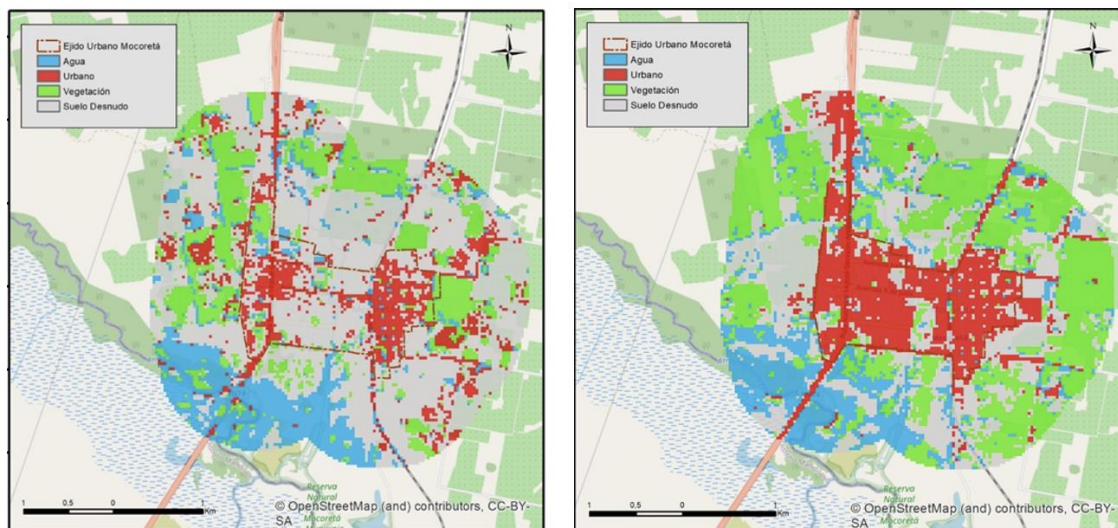 N
Ejido Urbano Mocoretá
Agua
Urbano
Vegetación
Suelo Desnudo
Reserva
Natural
Mocoretá
1 0.5 0 1
Km
© OpenStreetMap (and) contributors, CC-BY-
SA
N
Ejido Urbano Mocoretá
Agua
Urbano
Vegetación
Suelo Desnudo
Reserva
Natural
Mocoretá
1 0.5 0 1
Km
© OpenStreetMap (and) contributors, CC-BY-
SA